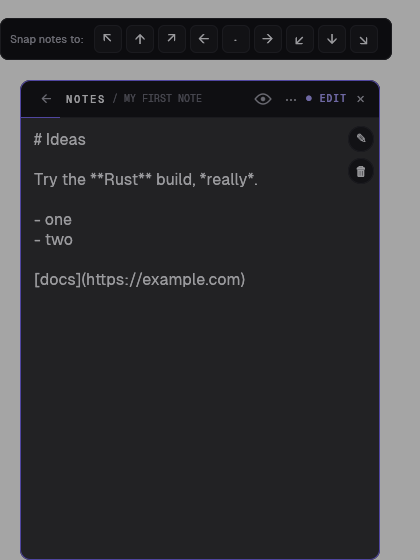 Snap notes to: ↖ ↑ ↗ ← · → ↙ ↓ ↘
← NOTES / MY FIRST NOTE ... • EDIT ×
# Ideas
Try the **Rust** build, *really*.
- one
- two
[docs](https://example.com)